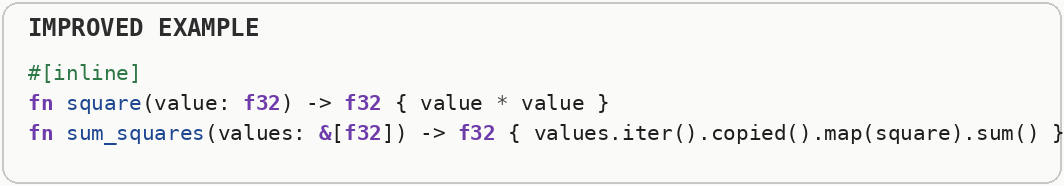 IMPROVED EXAMPLE
#[inline]
fn square(value: f32) -> f32 { value * value }
fn sum_squares(values: &[f32]) -> f32 { values.iter().copied().map(square).sum() }